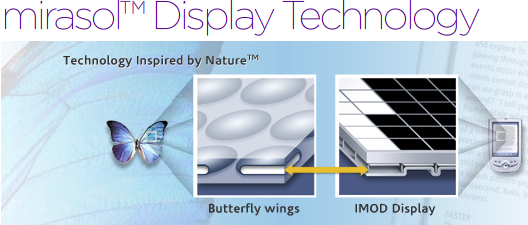 mirasol™ Display Technology
Technology Inspired by Nature™
Butterfly wings
IMOD Display